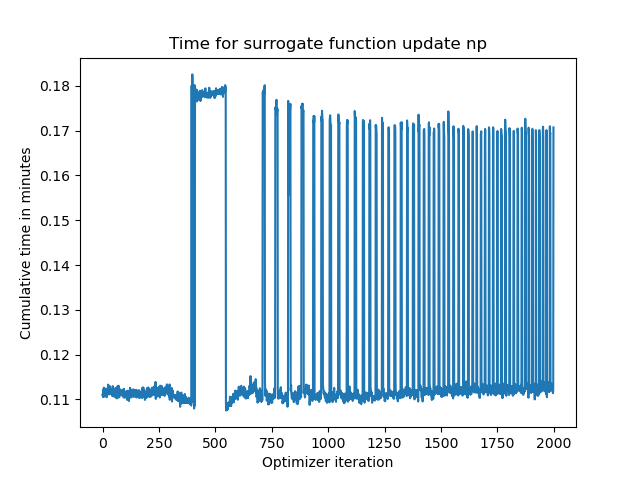 Time for surrogate function update np
Cumulative time in minutes
0.18
0.17
0.16
0.15
0.14
0.13
0.12
0.11
0 250 500 750 1000 1250 1500 1750 2000
Optimizer iteration